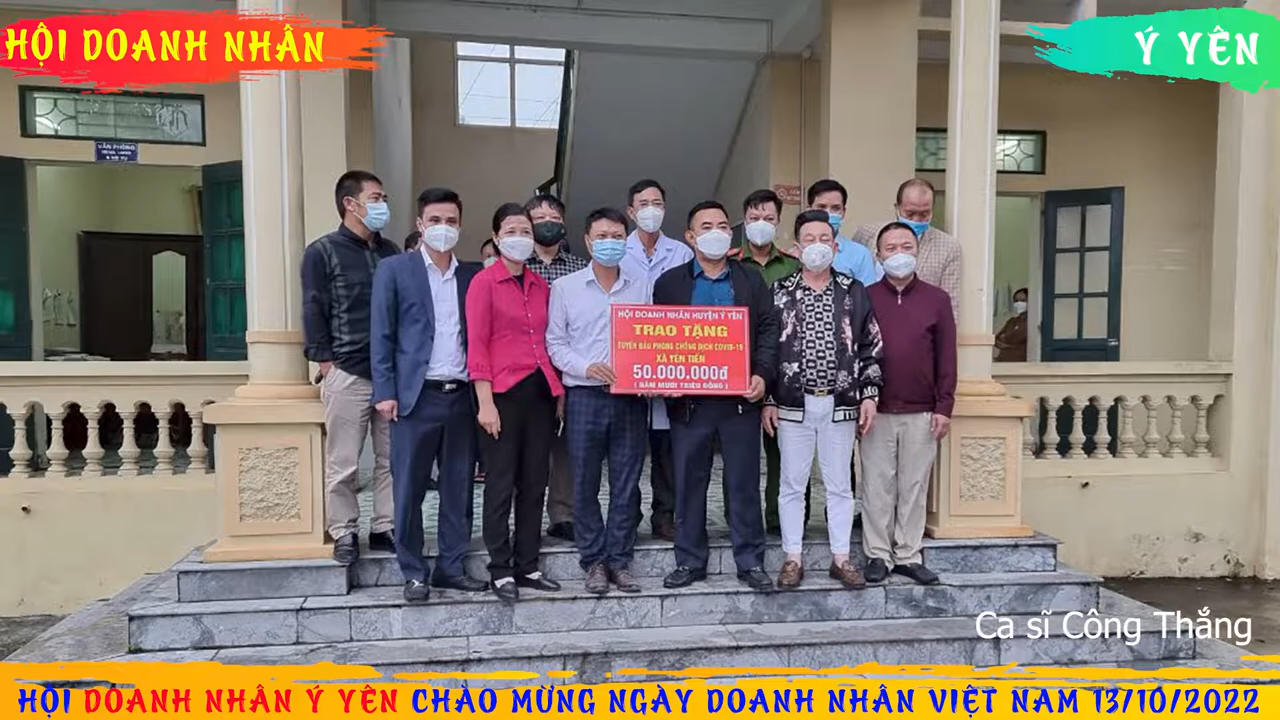 HỘI DOANH NHÂN
Ý YÊN
VĂN PHÒNG
HỘI DOANH NHÂN HUYỆN Ý YÊN
TRAO TẶNG
TUYẾN ĐẦU PHÒNG CHỐNG DỊCH COVID-19
XÃ YÊN TIẾN
50.000.000đ
( NĂM MƯƠI TRIỆU ĐỒNG )
Ca sĩ Công Thắng
HỘI DOANH NHÂN Ý YÊN CHÀO MỪNG NGÀY DOANH NHÂN VIỆT NAM 13/10/2022